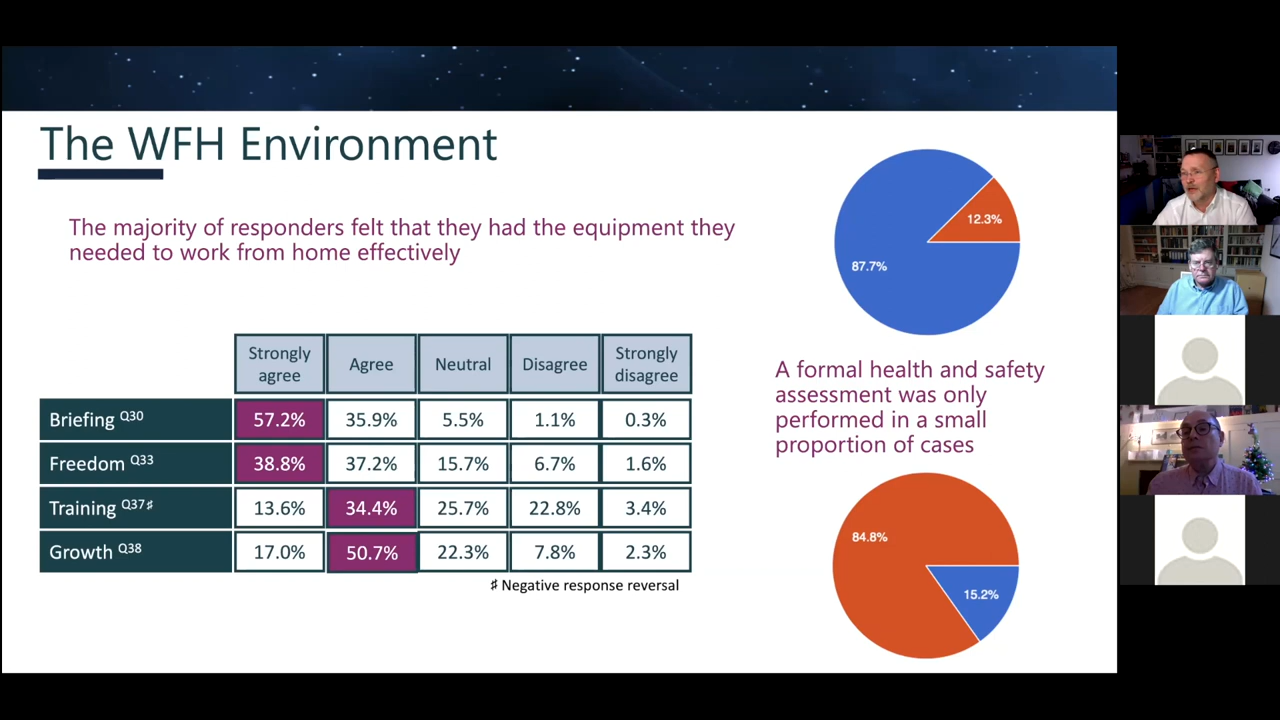 The WFH Environment
The majority of responders felt that they had the equipment they
needed to work from home effectively
12.3%
87.7%
Strongly agree Agree Neutral Disagree Strongly disagree
Briefing Q30 57.2% 35.9% 5.5% 1.1% 0.3%
Freedom Q33 38.8% 37.2% 15.7% 6.7% 1.6%
Training Q37♯ 13.6% 34.4% 25.7% 22.8% 3.4%
Growth Q38 17.0% 50.7% 22.3% 7.8% 2.3%
♯ Negative response reversal
A formal health and safety
assessment was only
performed in a small
proportion of cases
84.8%
15.2%